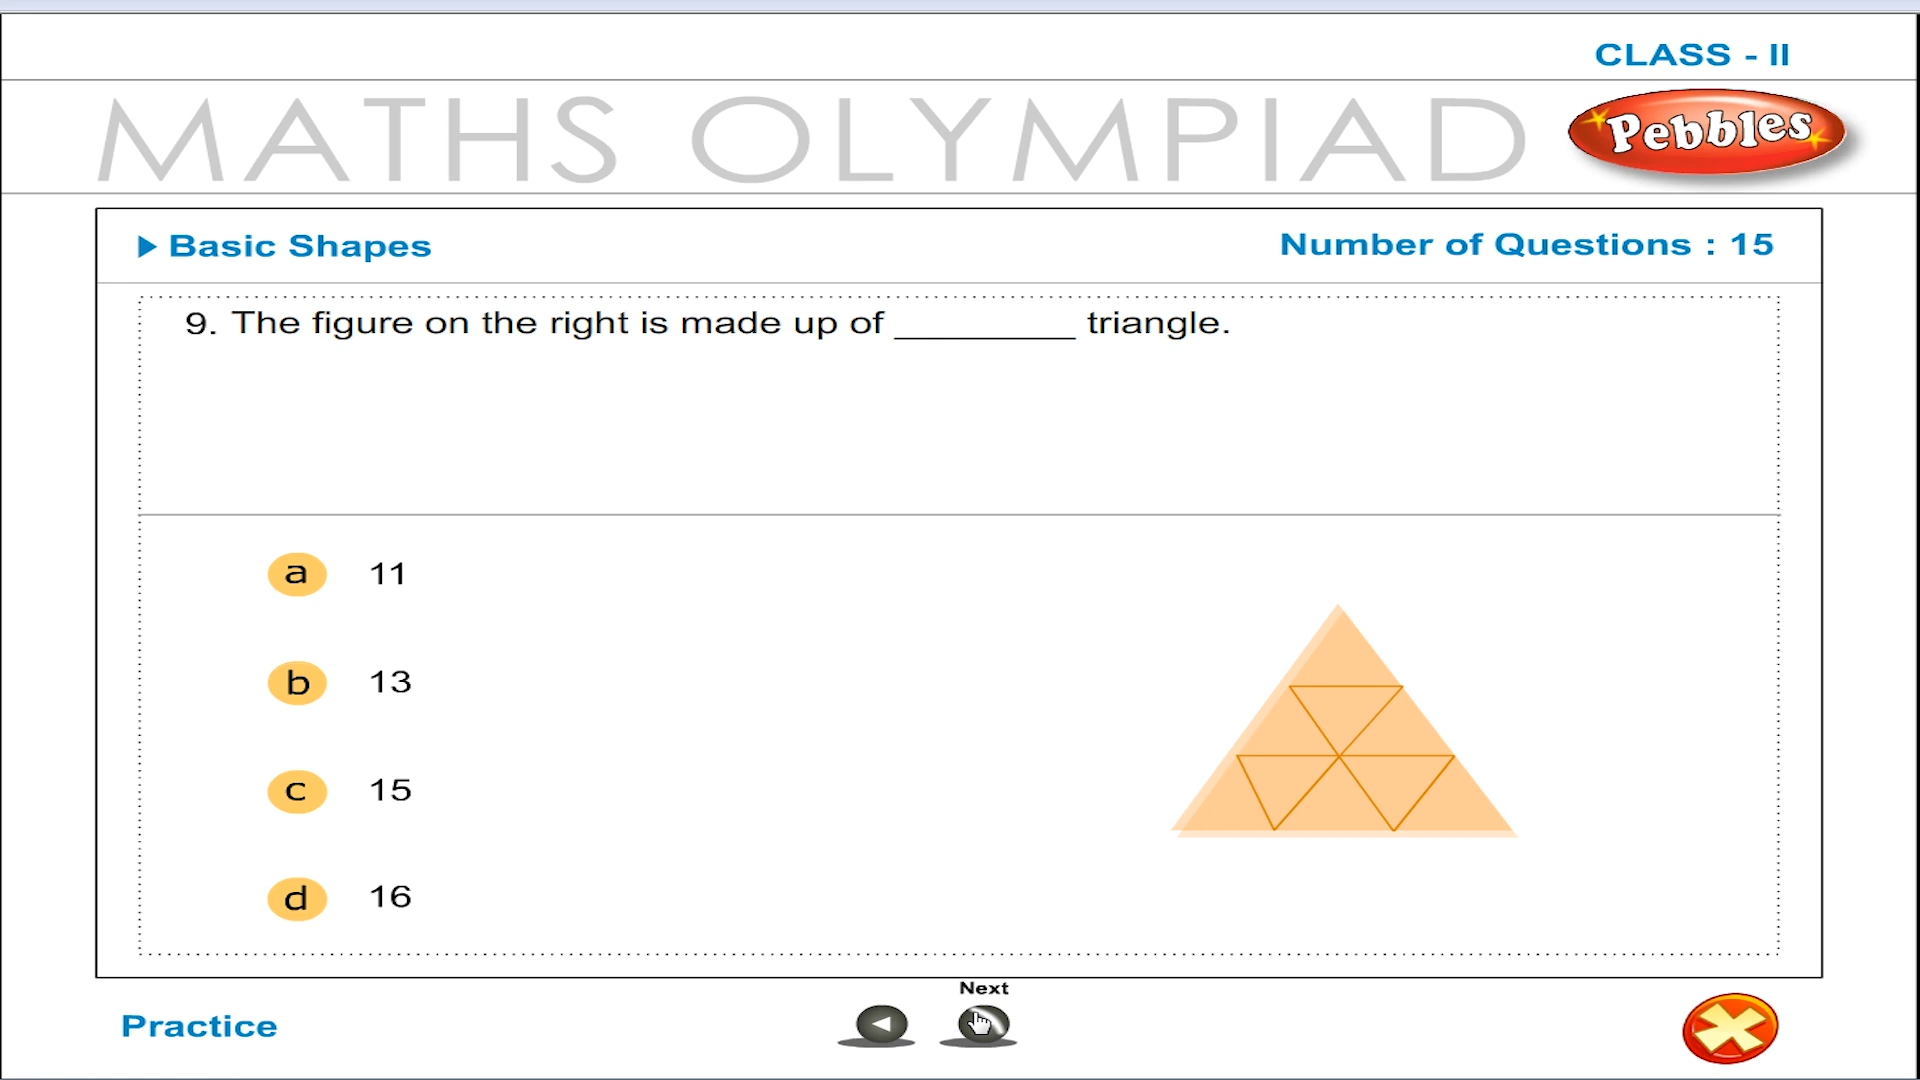 CLASS - II
MATHS OLYMPIAD
Pebbles
Basic Shapes
Number of Questions : 15
9. The figure on the right is made up of __________ triangle.
a 11
b 13
c 15
d 16
Next
Practice